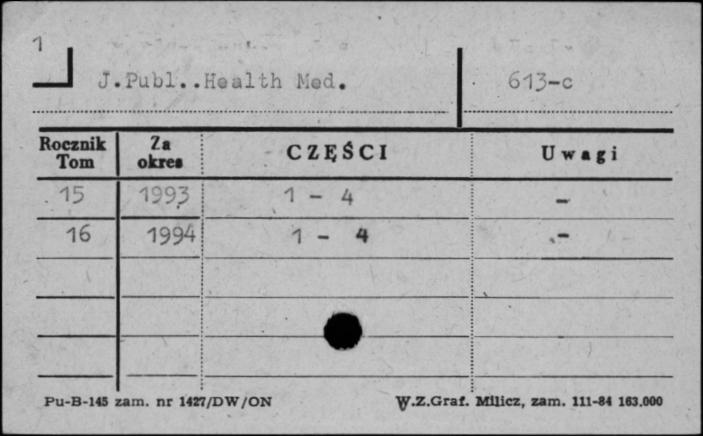 1
J.Publ..Health Med.
613-c
Rocznik Tom Za okres CZĘŚCI Uwagi
15 1993 1 - 4 -
16 1994 1 - 4 .-
Pu-B-145 zam. nr 1427/DW/ON W.Z.Graf. Milicz, zam. 111-84 163.000